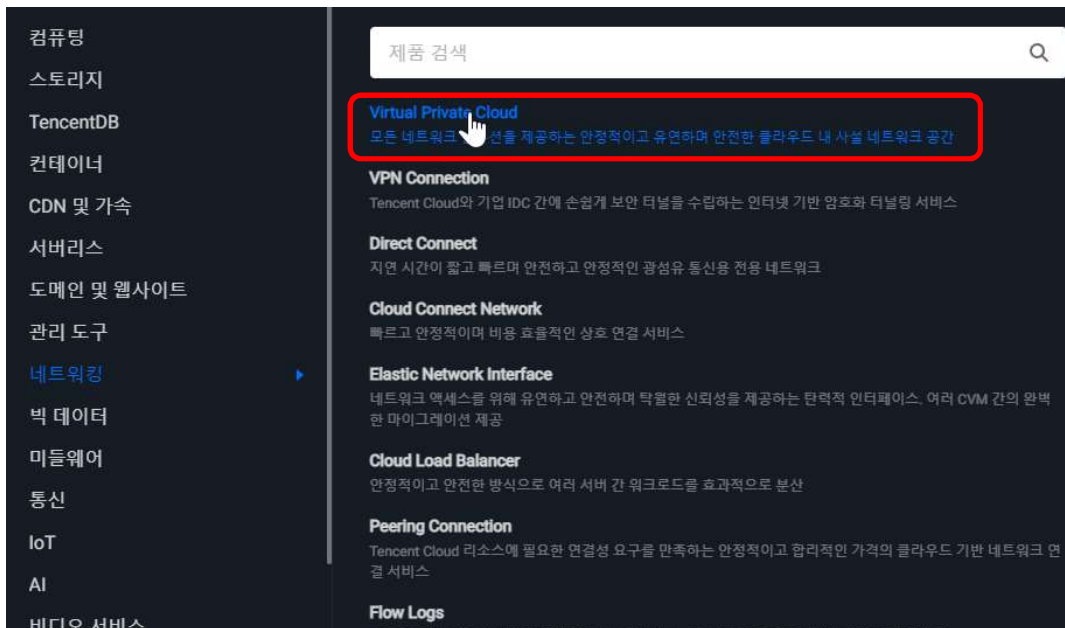 컴퓨팅
스토리지
TencentDB
컨테이너
CDN 및 가속
서버리스
도메인 및 웹사이트
관리 도구
네트워킹
빅 데이터
미들웨어
통신
IoT
AI
비디오 서비스
제품 검색
Virtual Private Cloud
모든 네트워크 션을 제공하는 안정적이고 유연하며 안전한 클라우드 내 사설 네트워크 공간
VPN Connection
Tencent Cloud와 기업 IDC 간에 손쉽게 보안 터널을 수립하는 인터넷 기반 암호화 터널링 서비스
Direct Connect
지연 시간이 짧고 빠르며 안전하고 안정적인 광섬유 통신용 전용 네트워크
Cloud Connect Network
빠르고 안정적이며 비용 효율적인 상호 연결 서비스
Elastic Network Interface
네트워크 액세스를 위해 유연하고 안전하며 탁월한 신뢰성을 제공하는 탄력적 인터페이스. 여러 CVM 간의 완벽
한 마이그레이션 제공
Cloud Load Balancer
안정적이고 안전한 방식으로 여러 서버 간 워크로드를 효과적으로 분산
Peering Connection
Tencent Cloud 리소스에 필요한 연결성 요구를 만족하는 안정적이고 합리적인 가격의 클라우드 기반 네트워크 연
결 서비스
Flow Logs